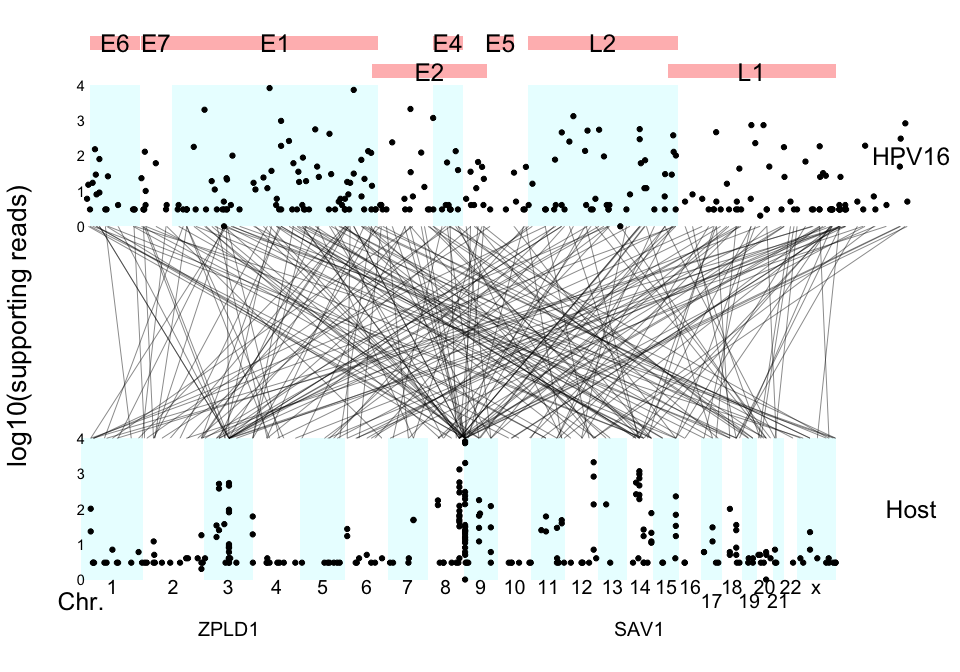 E6 E7 E1 E4 E5 L2
E2 L1
4
3
2
1
0
HPV16
log10(supporting reads)
4
3
2
1
0
Host
1 2 3 4 5 6 7 8 9 10 11 12 13 14 15 16 18 20 22 x
Chr. 17 19 21
ZPLD1 SAV1